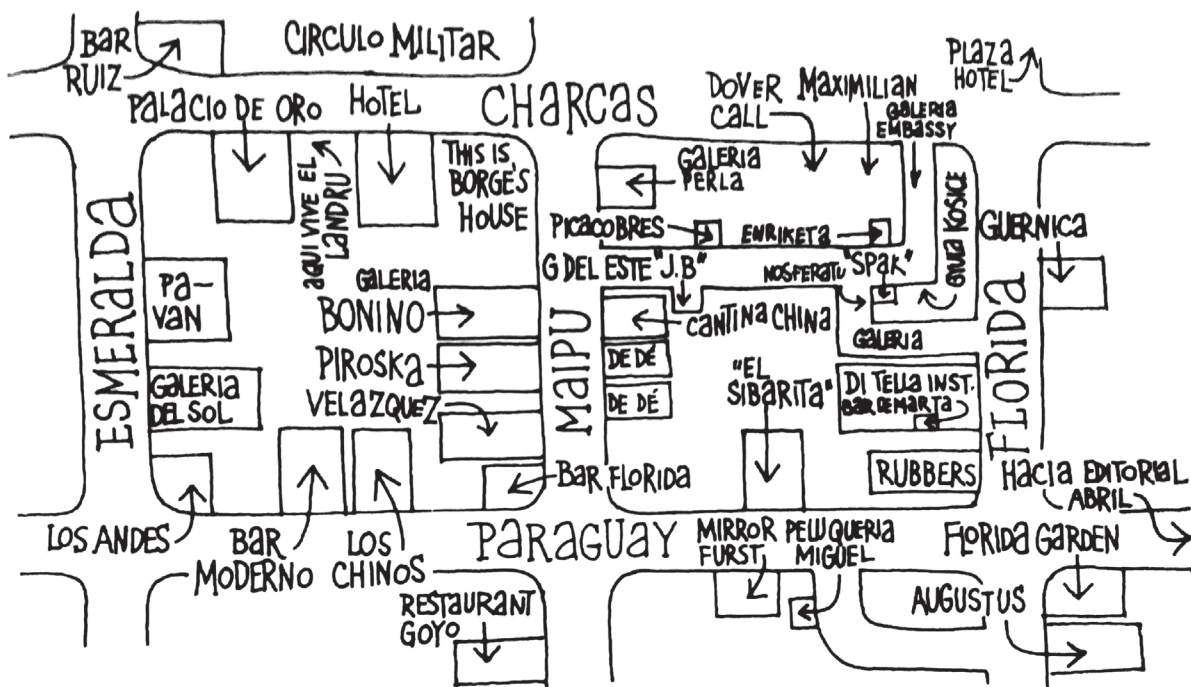 BAR
RUIZ
CIRCULO MILITAR
PLAZA
HOTEL
PALACIO DE ORO
HOTEL
CHARCAS
DOVER
CALL
MAXIMILIAN
GALERIA
EMBASSY
AQUI VIVE EL
LANDRU
THIS IS
BORGE'S
HOUSE
GALERIA
PERLA
PICACOBRES
ENRIKETA
GYULA KOSICE
GUERNICA
ESMERALDA
PA-
VAN
GALERIA
BONINO
G DEL ESTE
"J.B"
NOSFERATU
"SPAK"
CANTINA CHINA
GALERIA
PIROSKA
MAIPU
DE DÉ
DE DÉ
"EL
SIBARITA"
FLORIDA
GALERIA
DEL SOL
VELAZQUEZ
DI TELLA INST.
BAR DE MARTA
BAR FLORIDA
RUBBERS
HACIA EDITORIAL
ABRIL
LOS ANDES
BAR
MODERNO
LOS
CHINOS
PARAGUAY
MIRROR
FURST
PELUQUERIA
MIGUEL
FLORIDA GARDEN
RESTAURANT
GOYO
AUGUSTUS